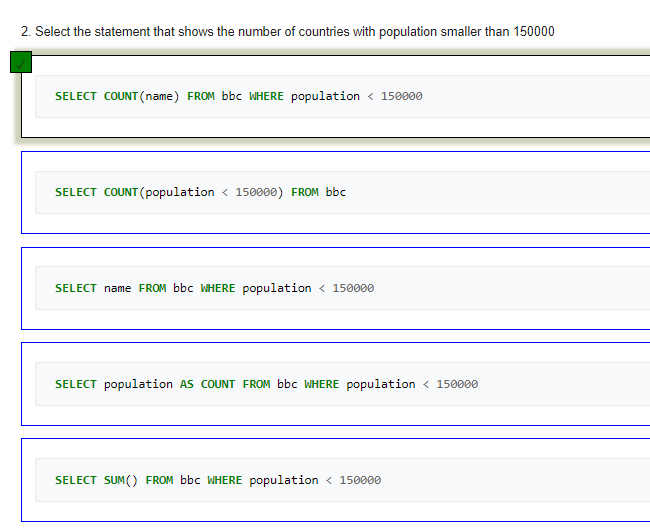 2. Select the statement that shows the number of countries with population smaller than 150000
✓
SELECT COUNT(name) FROM bbc WHERE population < 150000
SELECT COUNT(population < 150000) FROM bbc
SELECT name FROM bbc WHERE population < 150000
SELECT population AS COUNT FROM bbc WHERE population < 150000
SELECT SUM() FROM bbc WHERE population < 150000